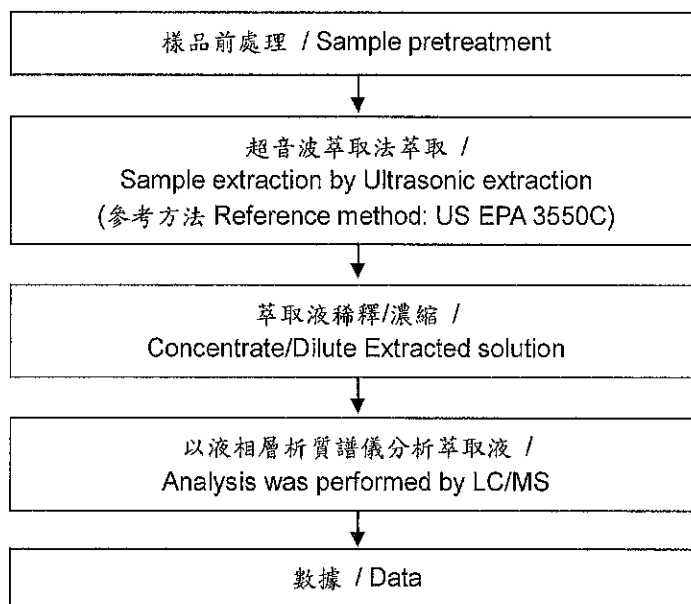 樣品前處理 / Sample pretreatment
超音波萃取法萃取 /
Sample extraction by Ultrasonic extraction
(參考方法 Reference method: US EPA 3550C)
萃取液稀釋/濃縮 /
Concentrate/Dilute Extracted solution
以液相層析質譜儀分析萃取液 /
Analysis was performed by LC/MS
數據 / Data